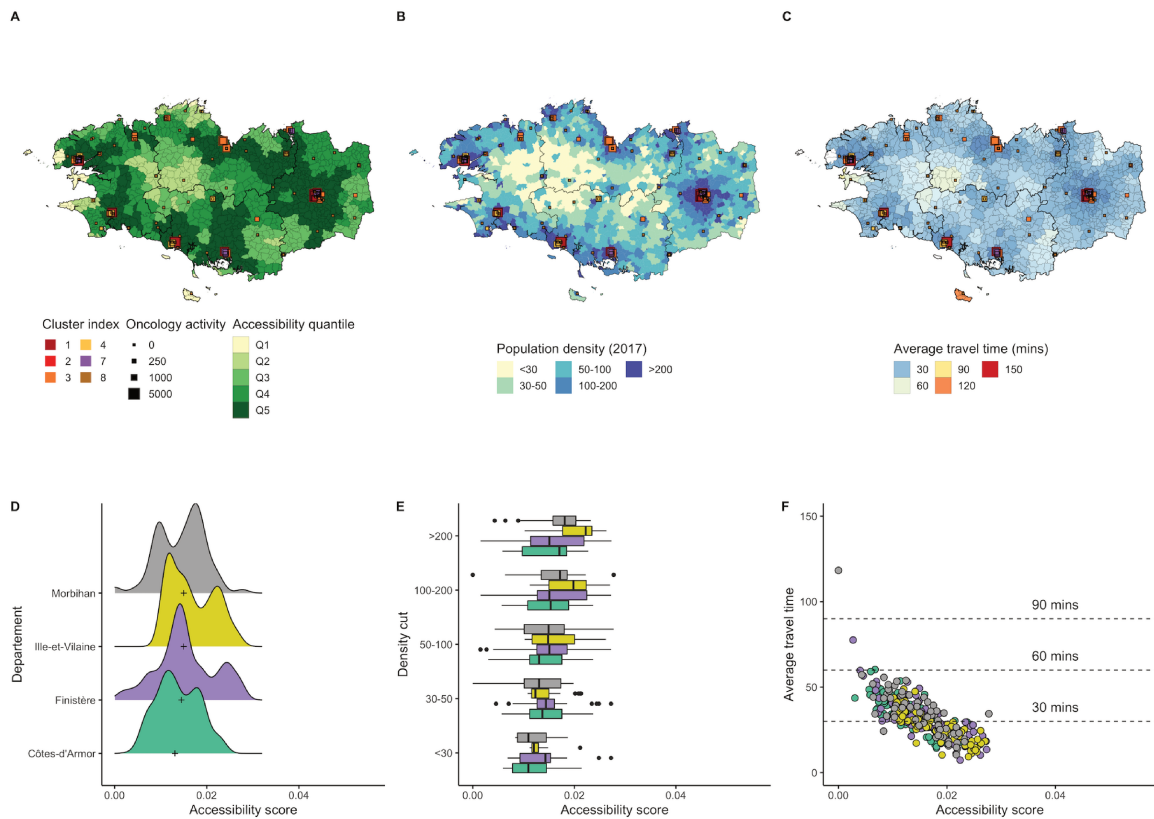 A
B
C
Cluster index
Oncology activity
Accessibility quantile
1 4
2 7
3 8
0
250
1000
5000
Q1
Q2
Q3
Q4
Q5
Population density (2017)
<30 50-100 >200
30-50 100-200
Average travel time (mins)
30 90 150
60 120
D
Departement
Morbihan
Ille-et-Vilaine
Finistère
Côtes-d'Armor
0.00 0.02 0.04
Accessibility score
E
Density cut
>200
100-200
50-100
30-50
<30
0.00 0.02 0.04
Accessibility score
F
Average travel time
150
100
50
0
90 mins
60 mins
30 mins
0.00 0.02 0.04
Accessibility score